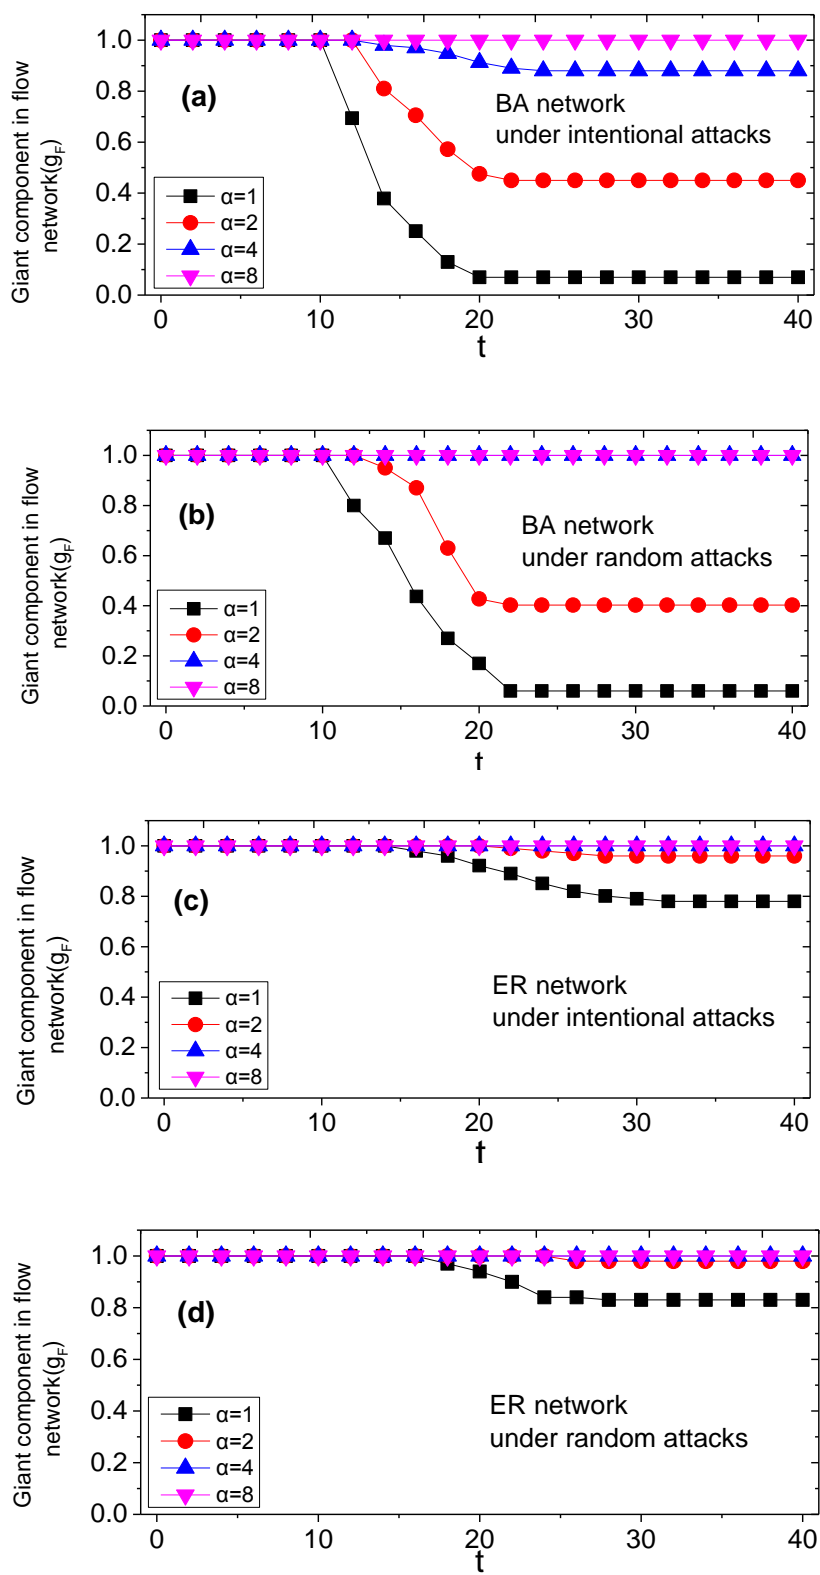 Giant component in flow
network(gF)
1.0
0.8
0.6
0.4
0.2
0.0
(a)
BA network
under intentional attacks
α=1
α=2
α=4
α=8
0 10 20 30 40
t
Giant component in flow
network(gF)
1.0
0.8
0.6
0.4
0.2
0.0
(b)
BA network
under random attacks
α=1
α=2
α=4
α=8
0 10 20 30 40
t
Giant component in flow
network(gF)
1.0
0.8
0.6
0.4
0.2
0.0
(c)
ER network
under intentional attacks
α=1
α=2
α=4
α=8
0 10 20 30 40
t
Giant component in flow
network(gF)
1.0
0.8
0.6
0.4
0.2
0.0
(d)
ER network
under random attacks
α=1
α=2
α=4
α=8
0 10 20 30 40
t